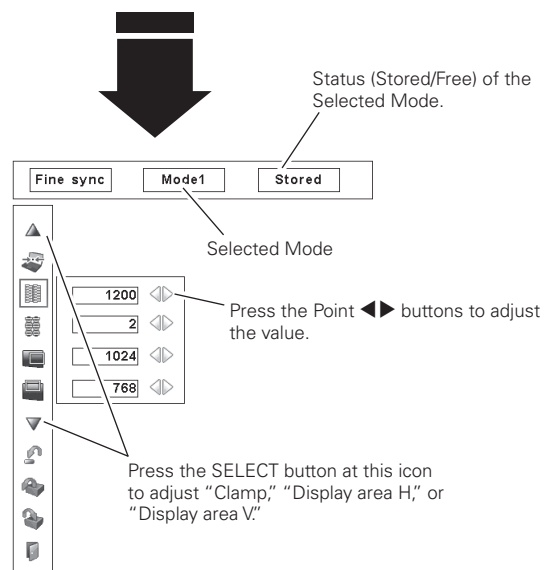 Status (Stored/Free) of the
Selected Mode.
Fine sync
Mode1
Stored
Selected Mode
1200
2
1024
768
Press the Point ◀▶ buttons to adjust
the value.
Press the SELECT button at this icon
to adjust “Clamp,” “Display area H,” or
“Display area V.”